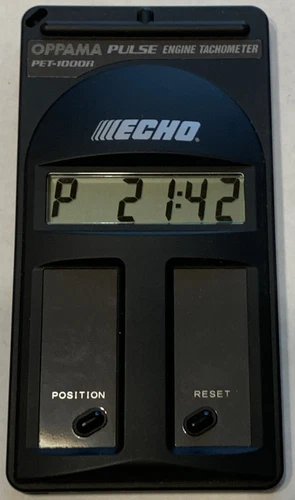 OPPAMA PULSE ENGINE TACHOMETER
PET-1000R
ECHO®
P 21:42
POSITION RESET